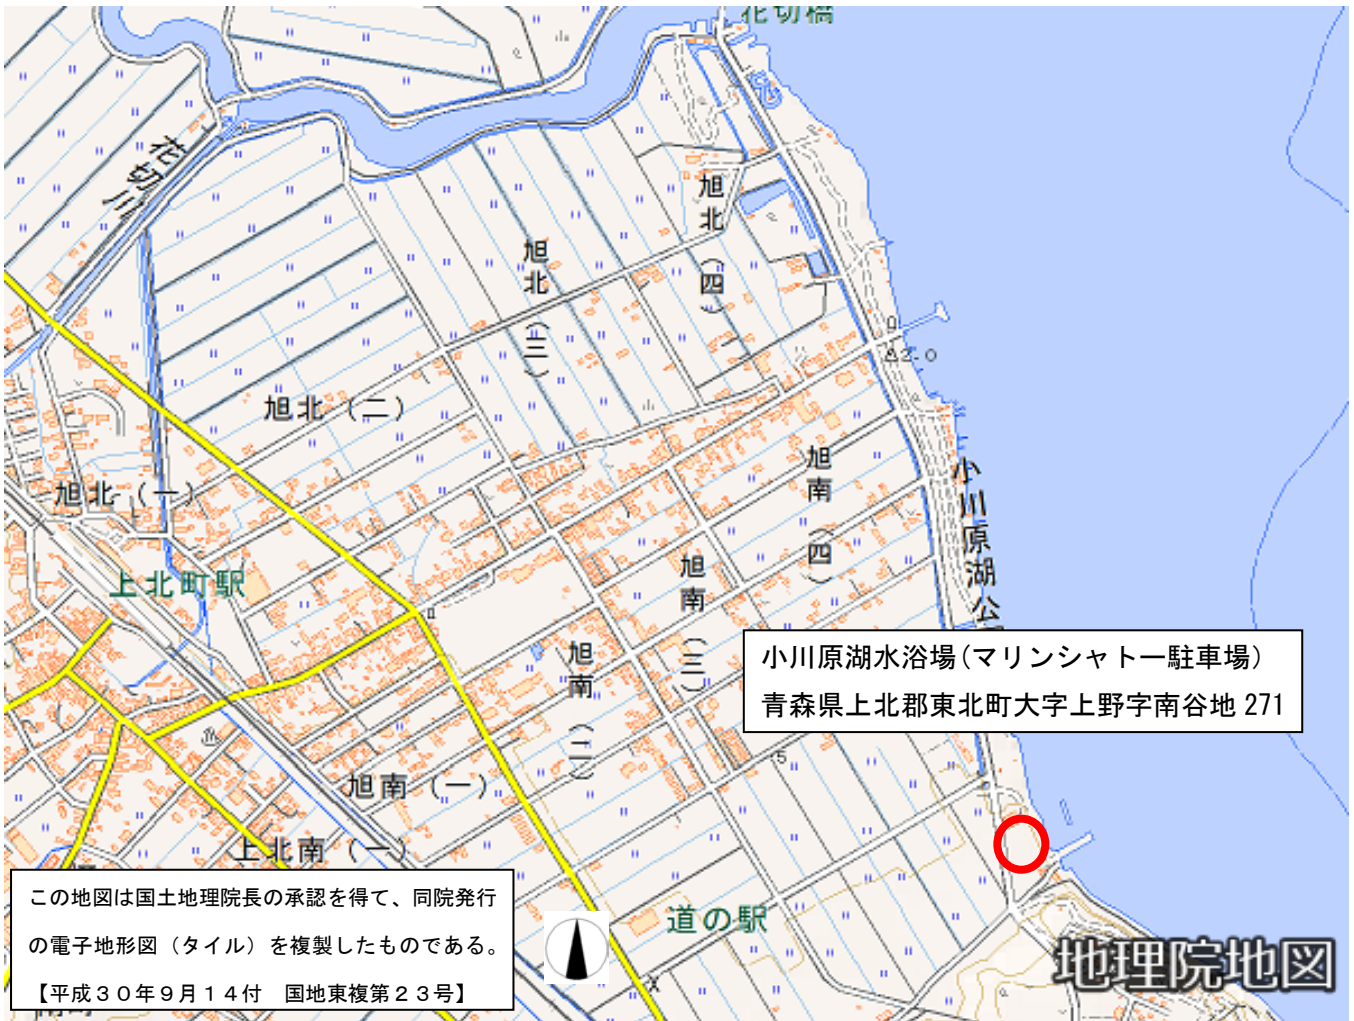 花切橋
花切川
旭北（四）
旭北（三）
2.0
旭北（二）
旭南（四）
小川原湖公
旭北（一）
旭南（三）
上北町駅
旭南（二）
小川原湖水浴場(マリンシャトー駐車場)
青森県上北郡東北町大字上野字南谷地 271
5
旭南（一）
上北南（一）
この地図は国土地理院長の承認を得て、同院発行
の電子地形図（タイル）を複製したものである。
【平成３０年９月１４付　国地東複第２３号】
道の駅
地理院地図